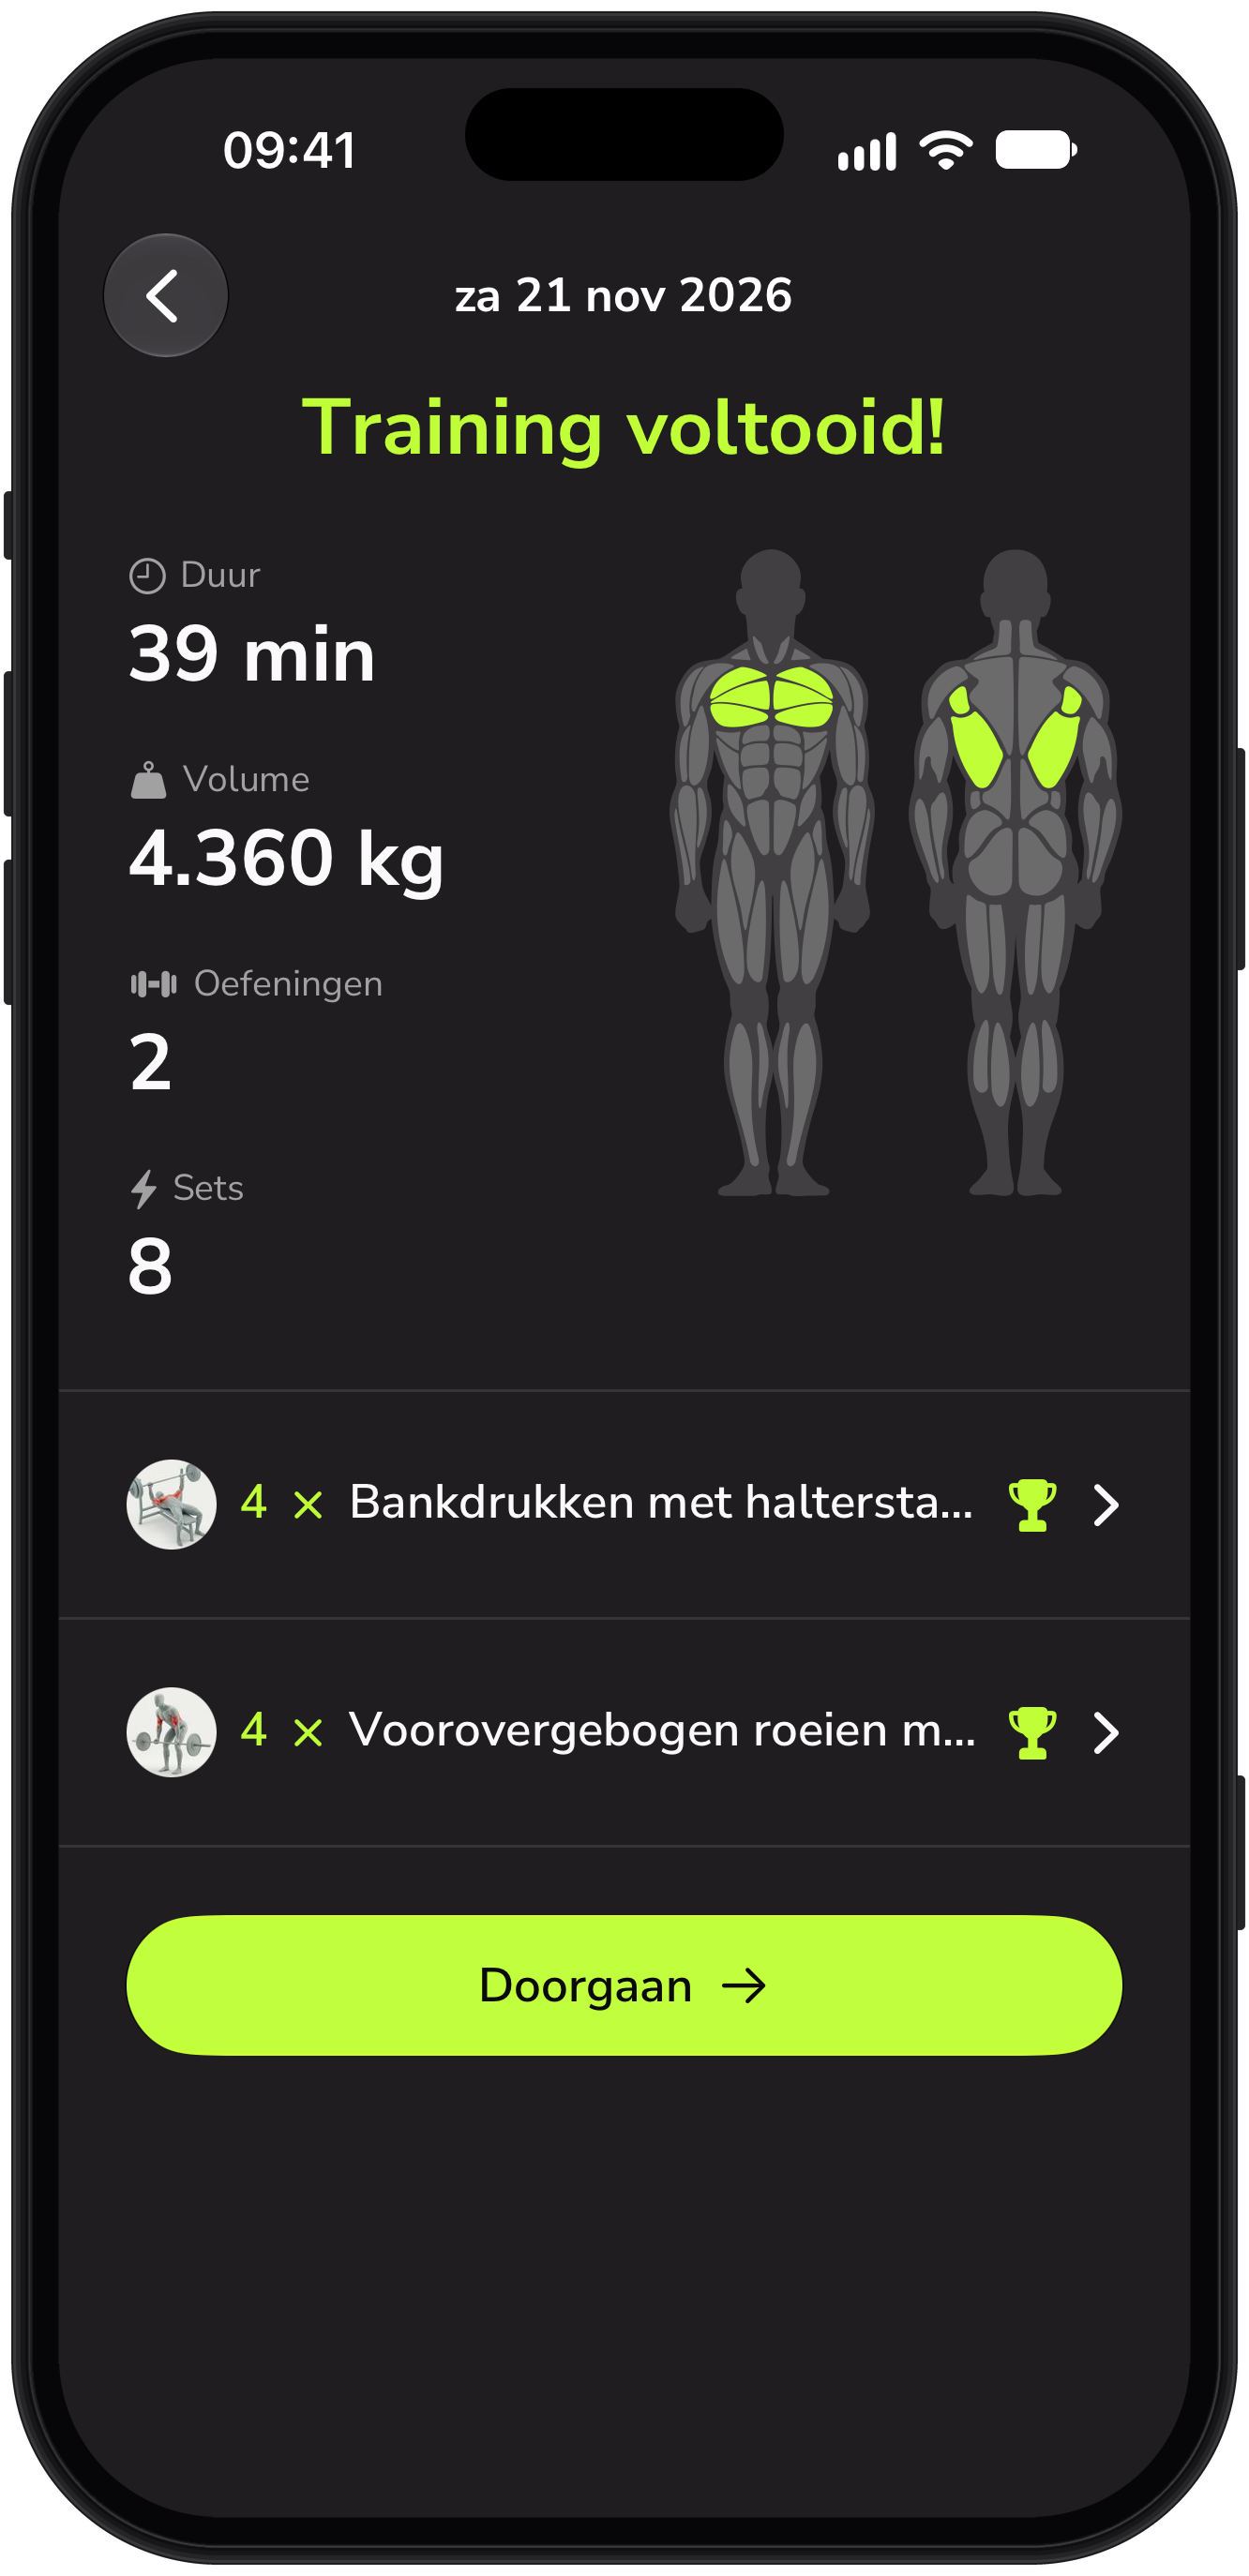 09:41
za 21 nov 2026
Training voltooid!
Duur
39 min
Volume
4.360 kg
Oefeningen
2
Sets
8
4 × Bankdrukken met haltersta...
4 × Voorovergebogen roeien m...
Doorgaan →